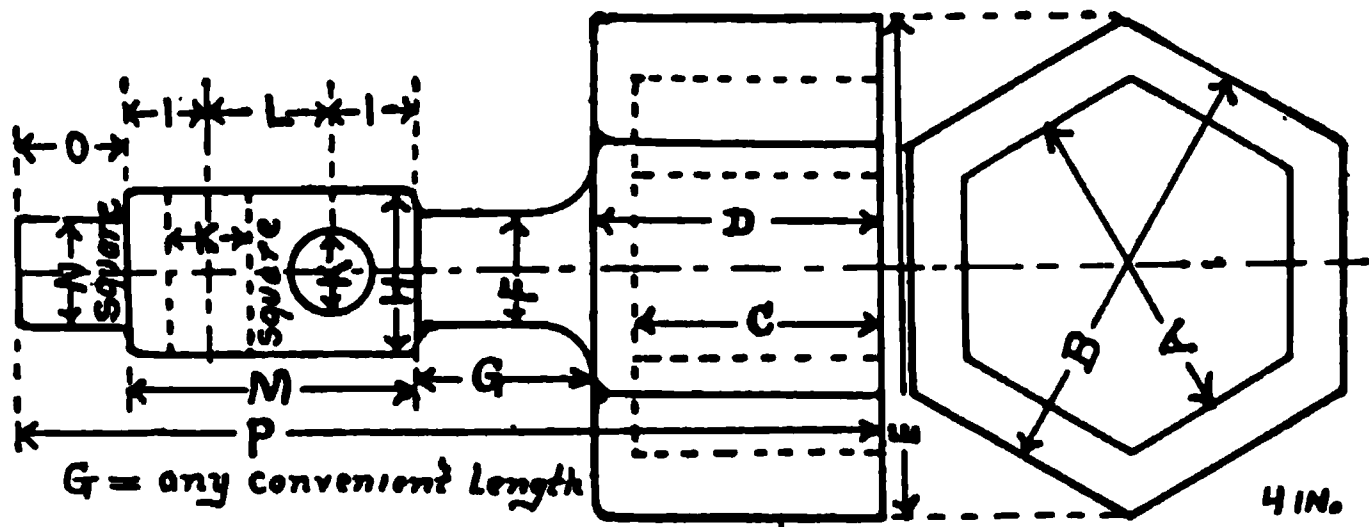 I L I
O
N square K square K H F D
C
B A
M G
P E
G = any convenient Length
4 IN.